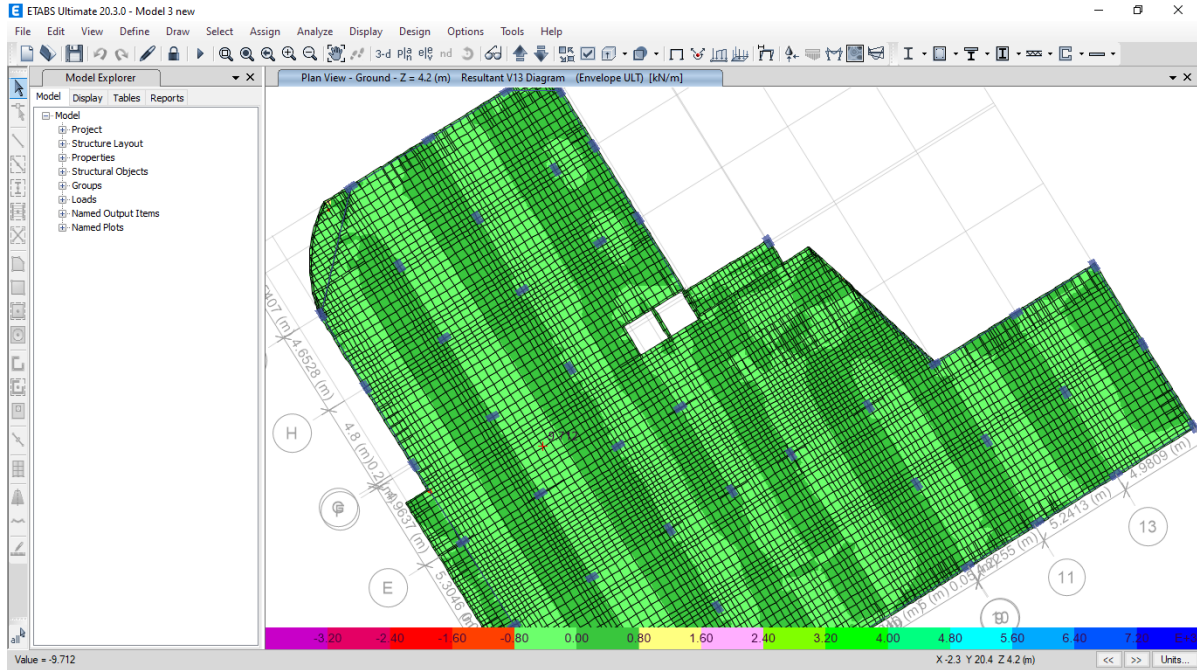 ETABS Ultimate 20.3.0 - Model 3 new
File Edit View Define Draw Select Assign Analyze Display Design Options Tools Help
3-d nd
Model Explorer
Plan View - Ground - Z = 4.2 (m) Resultant V13 Diagram (Envelope ULT) [kN/m]
Model Display Tables Reports
Model
Project
Structure Layout
Properties
Structural Objects
Groups
Loads
Named Output Items
Named Plots
4.6528 (m)
H
4.8 (m)
-9.712
E
5.3046
4.9809 (m)
5.2413 (m)
13
11
all
-3.20 -2.40 -1.60 -0.80 0.00 0.80 1.60 2.40 3.20 4.00 4.80 5.60 6.40
Value = -9.712
X -2.3 Y 20.4 Z 4.2 (m)
<< >> Units...